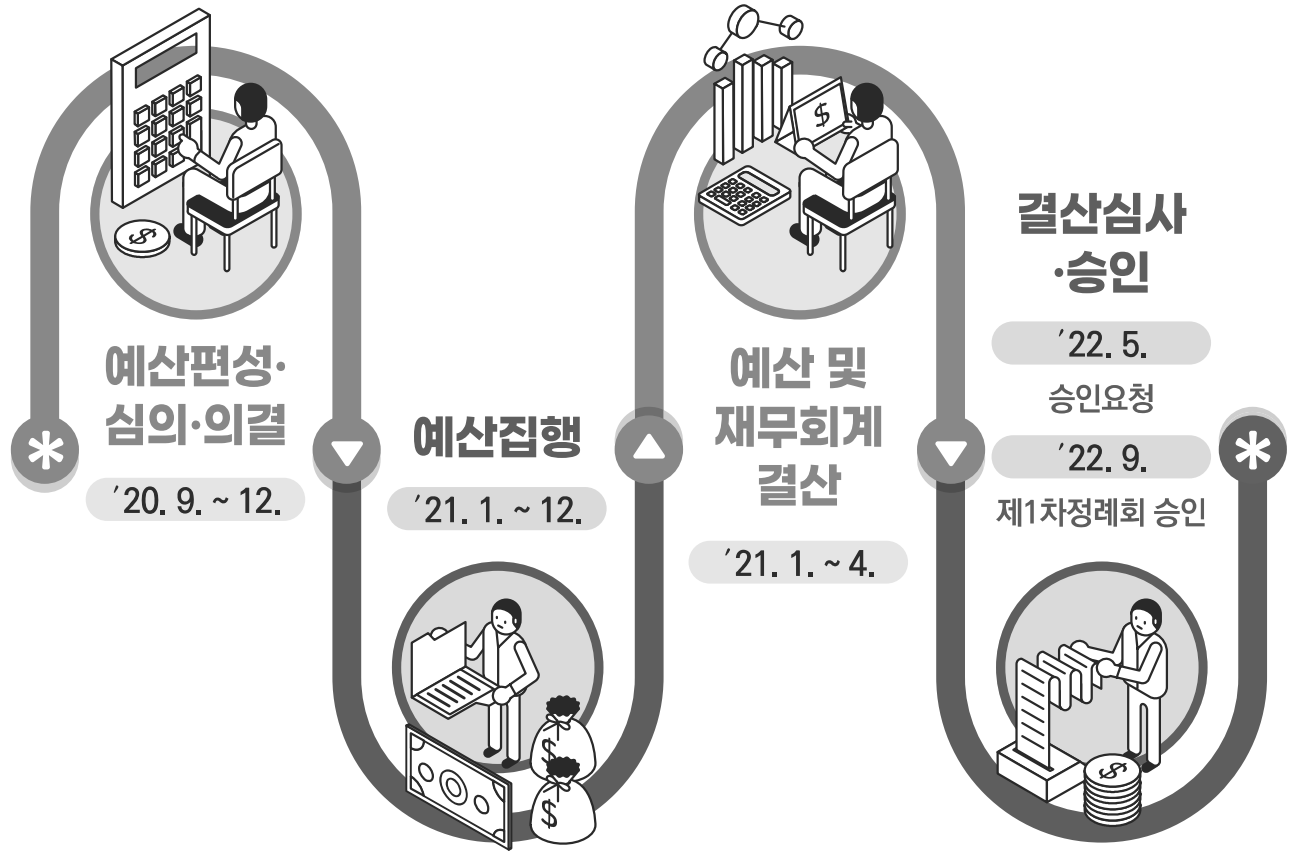 예산편성·
심의·의결
′20. 9. ~ 12.
예산집행
′21. 1. ~ 12.
예산 및
재무회계
결산
′21. 1. ~ 4.
결산심사
·승인
′22. 5.
승인요청
′22. 9.
제1차정례회 승인